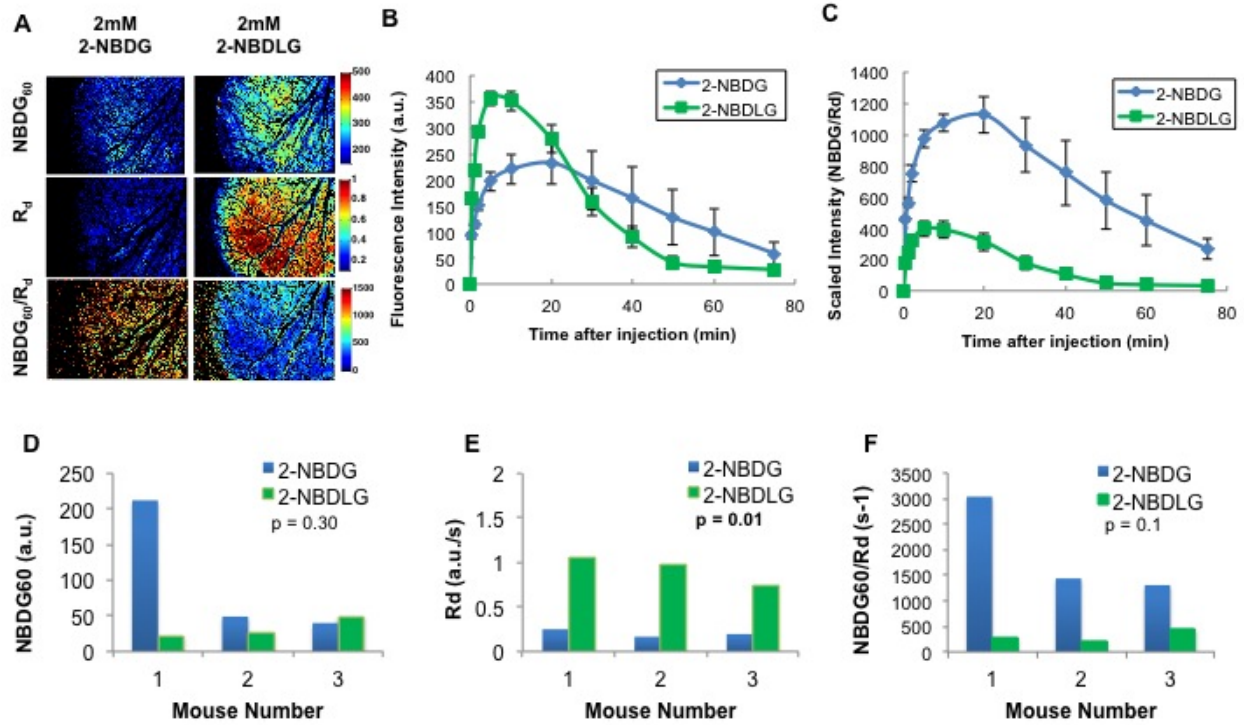 A
2mM
2-NBDG
2mM
2-NBDLG
NBDG60
500
400
300
200
Rd
1
0.8
0.6
0.4
0.2
NBDG60/Rd
1500
1000
500
0
B
Fluorescence Intensity (a.u.)
400
350
300
250
200
150
100
50
0
0
20
40
60
80
Time after injection (min)
2-NBDG
2-NBDLG
C
Scaled Intensity (NBDG/Rd)
1400
1200
1000
800
600
400
200
0
0
20
40
60
80
Time after injection (min)
2-NBDG
2-NBDLG
D
NBDG60 (a.u.)
250
200
150
100
50
0
2-NBDG
2-NBDLG
p = 0.30
1
2
3
Mouse Number
E
Rd (a.u./s)
2
1.5
1
0.5
0
2-NBDG
2-NBDLG
p = 0.01
1
2
3
Mouse Number
F
NBDG60/Rd (s-1)
3500
3000
2500
2000
1500
1000
500
0
2-NBDG
2-NBDLG
p = 0.1
1
2
3
Mouse Number